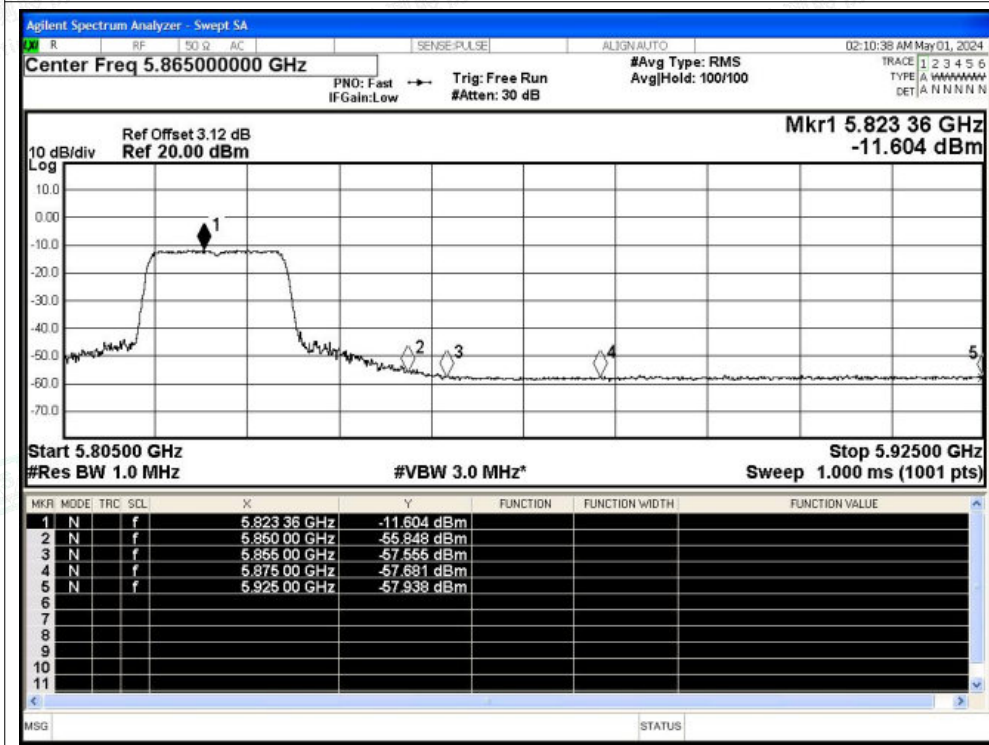 Agilent Spectrum Analyzer - Swept SA
R RF 50 Ω AC SENSE:PULSE ALIGN AUTO 02:10:38 AM May 01, 2024
Center Freq 5.865000000 GHz #Avg Type: RMS TRACE 1 2 3 4 5 6
PNO: Fast Trig: Free Run Avg|Hold: 100/100 TYPE A WWWWW
IFGain:Low #Atten: 30 dB DET A N N N N N
Mkr1 5.823 36 GHz
-11.604 dBm
Ref Offset 3.12 dB
10 dB/div Ref 20.00 dBm
Log
10.0
0.00
-10.0
-20.0
-30.0
-40.0
-50.0
-60.0
-70.0
1
2
3
4
5
Start 5.80500 GHz Stop 5.92500 GHz
#Res BW 1.0 MHz #VBW 3.0 MHz* Sweep 1.000 ms (1001 pts)
MKR MODE TRC SCL X Y FUNCTION FUNCTION WIDTH FUNCTION VALUE
1 N f 5.823 36 GHz -11.604 dBm
2 N f 5.850 00 GHz -55.848 dBm
3 N f 5.855 00 GHz -57.555 dBm
4 N f 5.875 00 GHz -57.681 dBm
5 N f 5.925 00 GHz -57.938 dBm
6
7
8
9
10
11
MSG STATUS